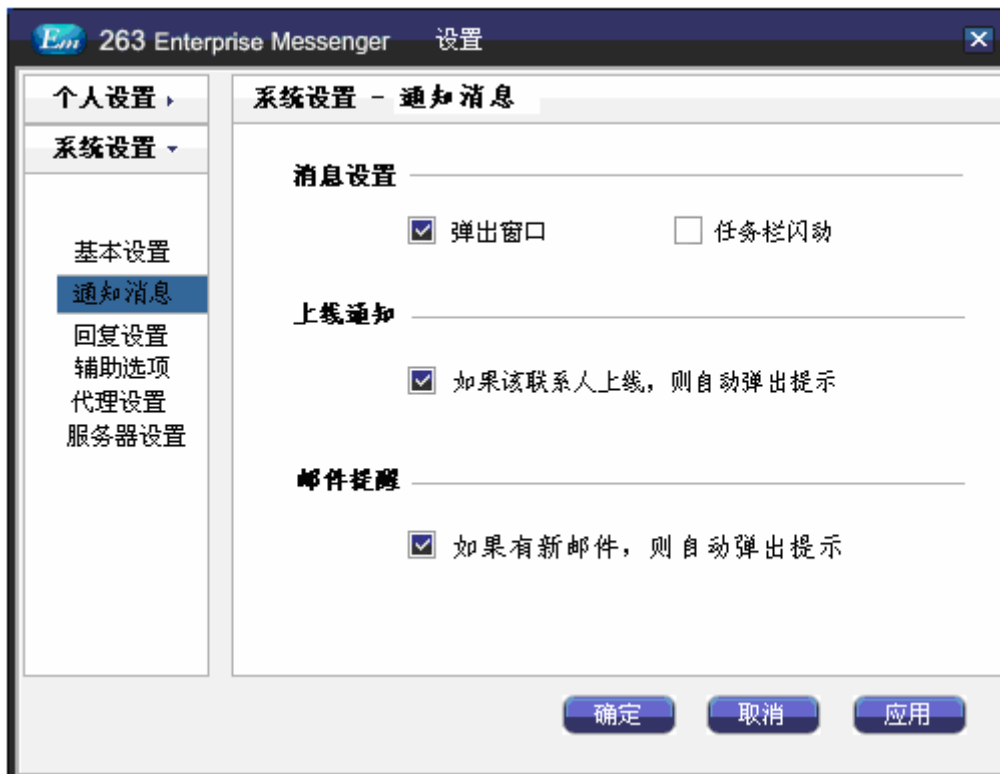 Em 263 Enterprise Messenger 设置
个人设置
系统设置
基本设置
通知消息
回复设置
辅助选项
代理设置
服务器设置
系统设置 - 通知消息
消息设置
弹出窗口 任务栏闪动
上线通知
如果该联系人上线，则自动弹出提示
邮件提醒
如果有新邮件，则自动弹出提示
确定 取消 应用